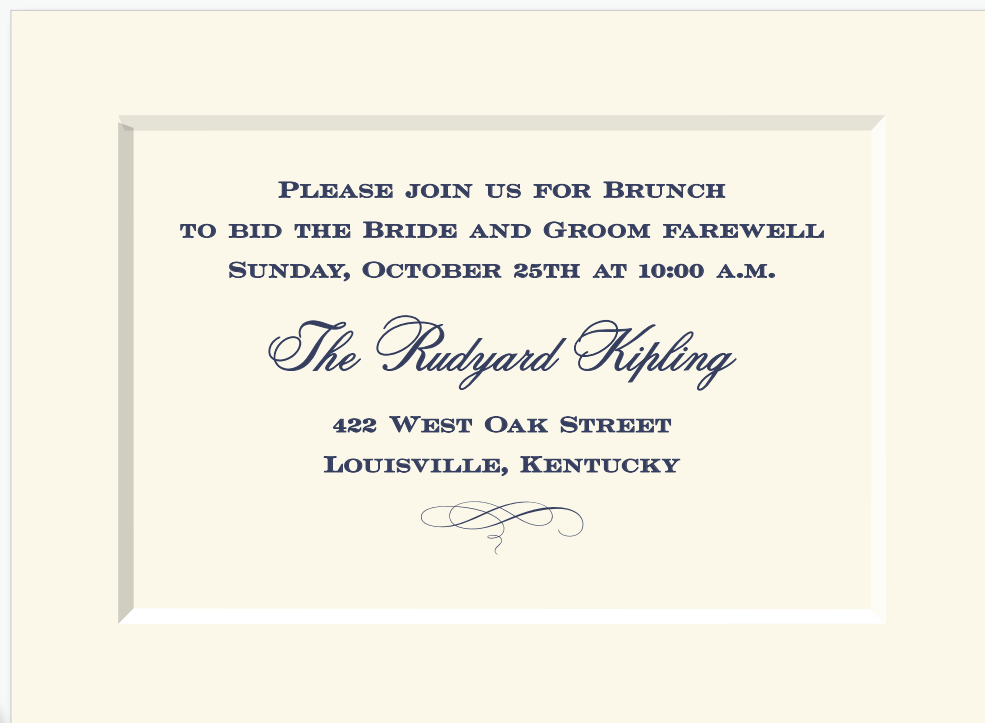 Please join us for Brunch
to bid the Bride and Groom farewell
Sunday, October 25th at 10:00 a.m.
The Rudyard Kipling
422 West Oak Street
Louisville, Kentucky